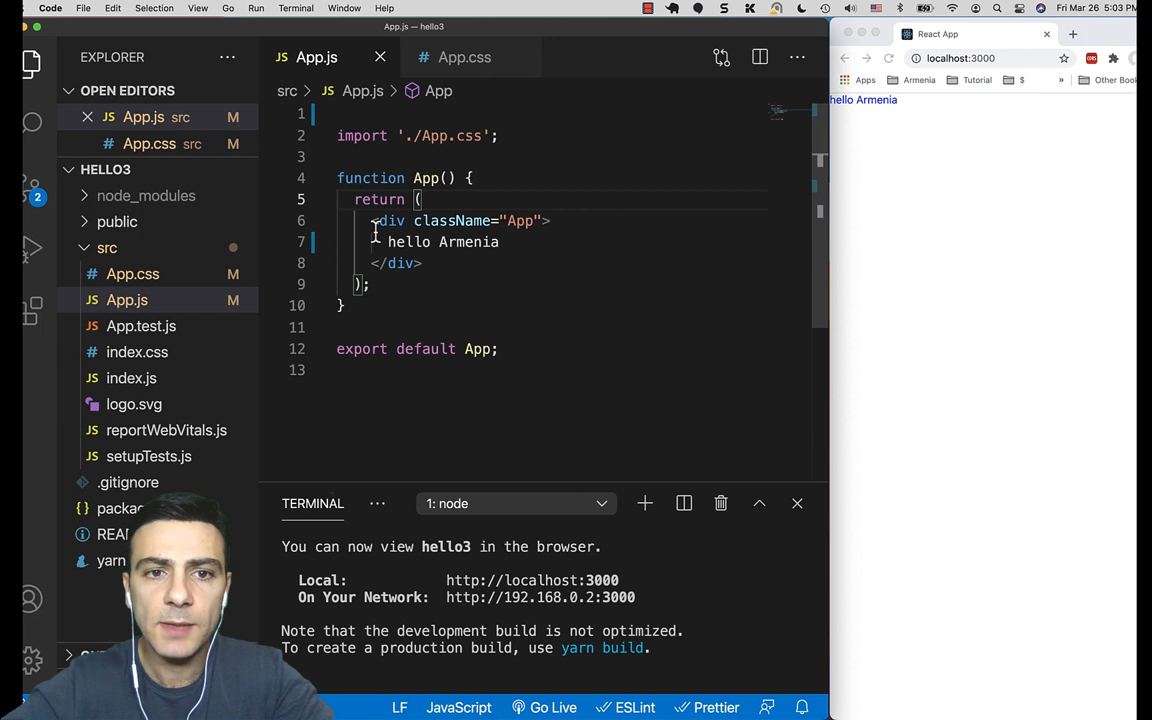 Code File Edit Selection View Go Run Terminal Window Help
Fri Mar 26 5:03 PM
App.js — hello3
EXPLORER
OPEN EDITORS
App.js src M
App.css src M
HELLO3
node_modules
public
src
App.css M
App.js M
App.test.js
index.css
index.js
logo.svg
reportWebVitals.js
setupTests.js
.gitignore
yarn
2
App.js
App.css
src > App.js > App
1
2 import './App.css';
3
4 function App() {
5 return (
6 <div className="App">
7 hello Armenia
8 </div>
9 );
10 }
11
12 export default App;
13
TERMINAL
1: node
You can now view hello3 in the browser.
Local: http://localhost:3000
On Your Network: http://192.168.0.2:3000
Note that the development build is not optimized.
To create a production build, use yarn build.
LF JavaScript Go Live ESLint Prettier
React App
localhost:3000
Apps Armenia Tutorial $ » Other Book
hello Armenia